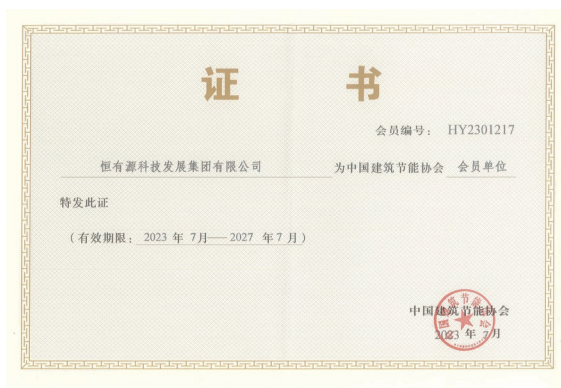 证 书
会员编号: HY2301217
恒有源科技发展集团有限公司 为中国建筑节能协会 会员单位
特发此证
(有效期限: 2023 年 7月——2027 年7 月)
中国建筑节能协会
2023 年 7月